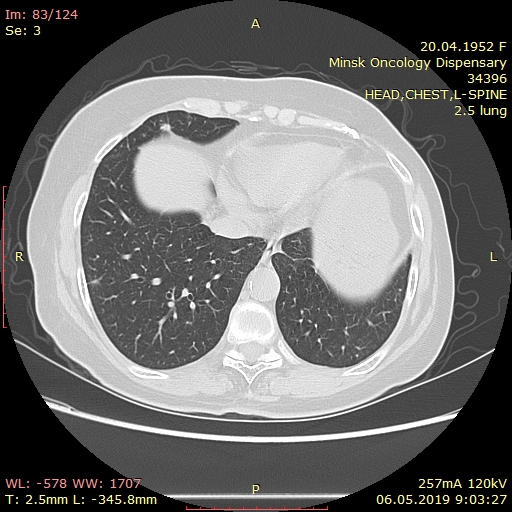 Im: 83/124
Se: 3
A
20.04.1952 F
Minsk Oncology Dispensary
34396
HEAD,CHEST,L-SPINE
2.5 lung
R
L
WL: -578 WW: 1707
T: 2.5mm L: -345.8mm
P
257mA 120kV
06.05.2019 9:03:27